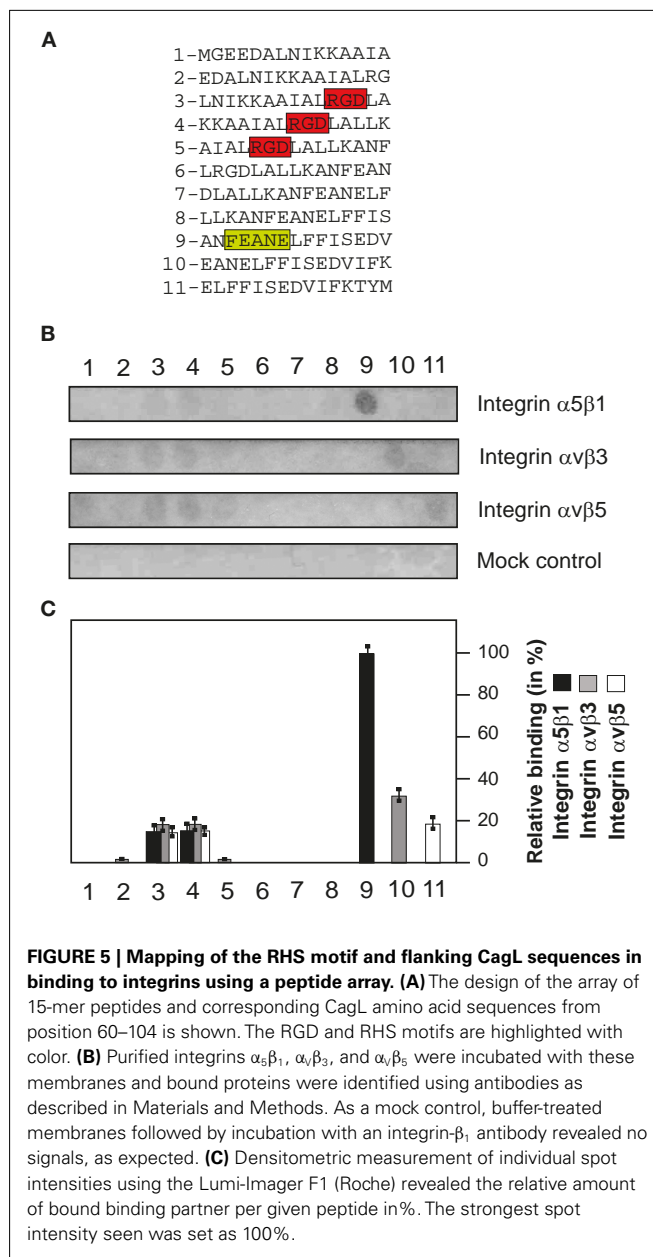 A
1-MGEEDALNIKKAAIA
2-EDALNIKKAAIALRG
3-LNIKKAAIALRGDLA
4-KKAAIALRGDLALLK
5-AIALRGDLALLKANF
6-LRGDLALLKANFEAN
7-DLALLKANFEANELF
8-LLKANFEANELFFIS
9-ANFEANELFFISEDV
10-EANELFFISEDVIFK
11-ELFFISEDVIFKTYM
B
1 2 3 4 5 6 7 8 9 10 11
Integrin α5β1
Integrin αvβ3
Integrin αvβ5
Mock control
C
100
80
60
40
20
0
Relative binding (in %)
Integrin α5β1
Integrin αvβ3
Integrin αvβ5
1 2 3 4 5 6 7 8 9 10 11
FIGURE 5 | Mapping of the RHS motif and flanking CagL sequences in
binding to integrins using a peptide array. (A) The design of the array of
15-mer peptides and corresponding CagL amino acid sequences from
position 60–104 is shown. The RGD and RHS motifs are highlighted with
color. (B) Purified integrins α₅β₁, αᵥβ₃, and αᵥβ₅ were incubated with these
membranes and bound proteins were identified using antibodies as
described in Materials and Methods. As a mock control, buffer-treated
membranes followed by incubation with an integrin-β₁ antibody revealed no
signals, as expected. (C) Densitometric measurement of individual spot
intensities using the Lumi-Imager F1 (Roche) revealed the relative amount
of bound binding partner per given peptide in%. The strongest spot
intensity seen was set as 100%.